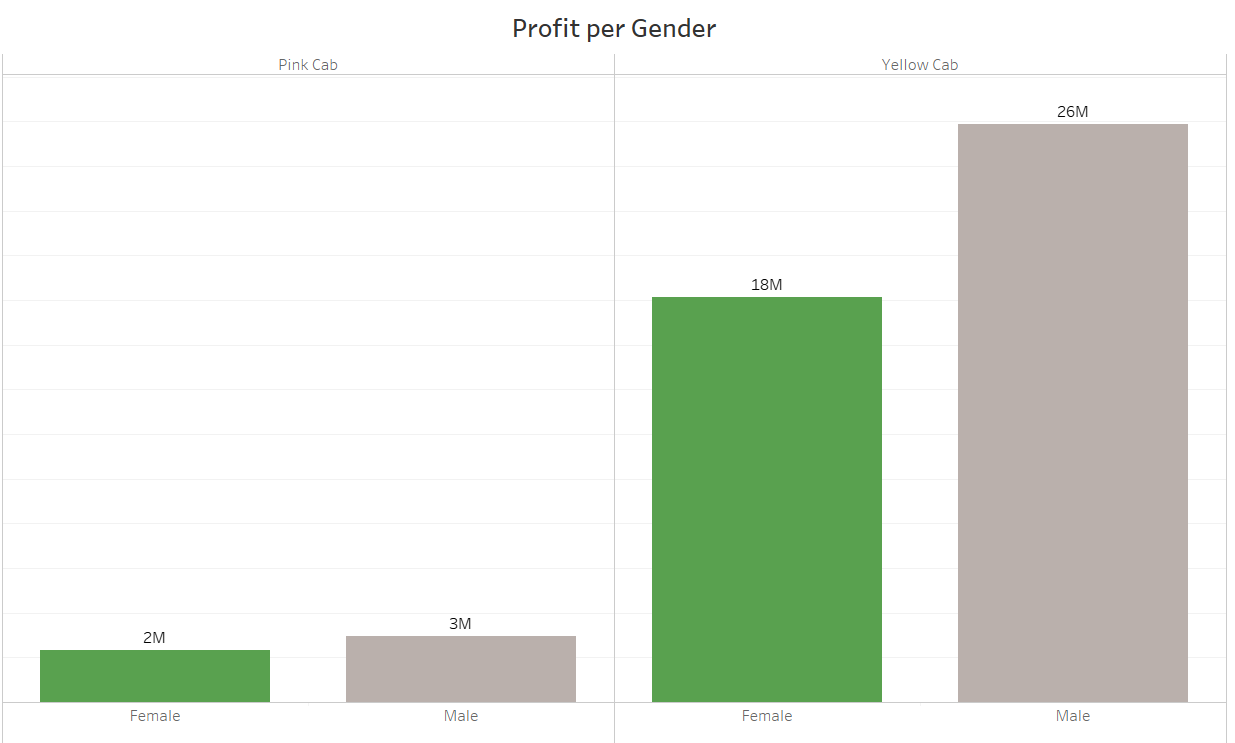 Profit per Gender
Pink Cab
Yellow Cab
26M
18M
2M
3M
Female
Male
Female
Male